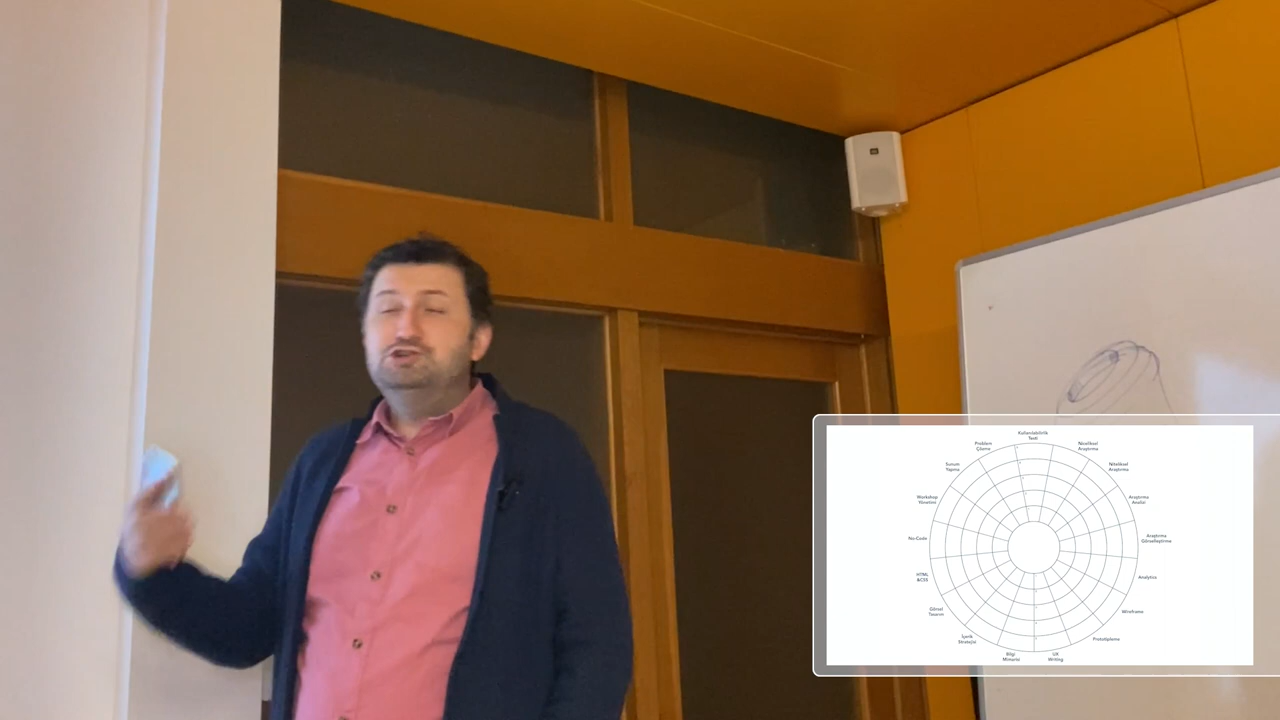 Kullanılabilirlik
Testi
Niceliksel
Araştırma
Niteliksel
Araştırma
Araştırma
Analizi
Araştırma
Görselleştirme
Analytics
Wireframe
Prototipleme
UX
Writing
Bilgi
Mimarisi
İçerik
Stratejisi
Görsel
Tasarım
HTML
&CSS
No-Code
Workshop
Yönetimi
Sunum
Yapma
Problem
Çözme